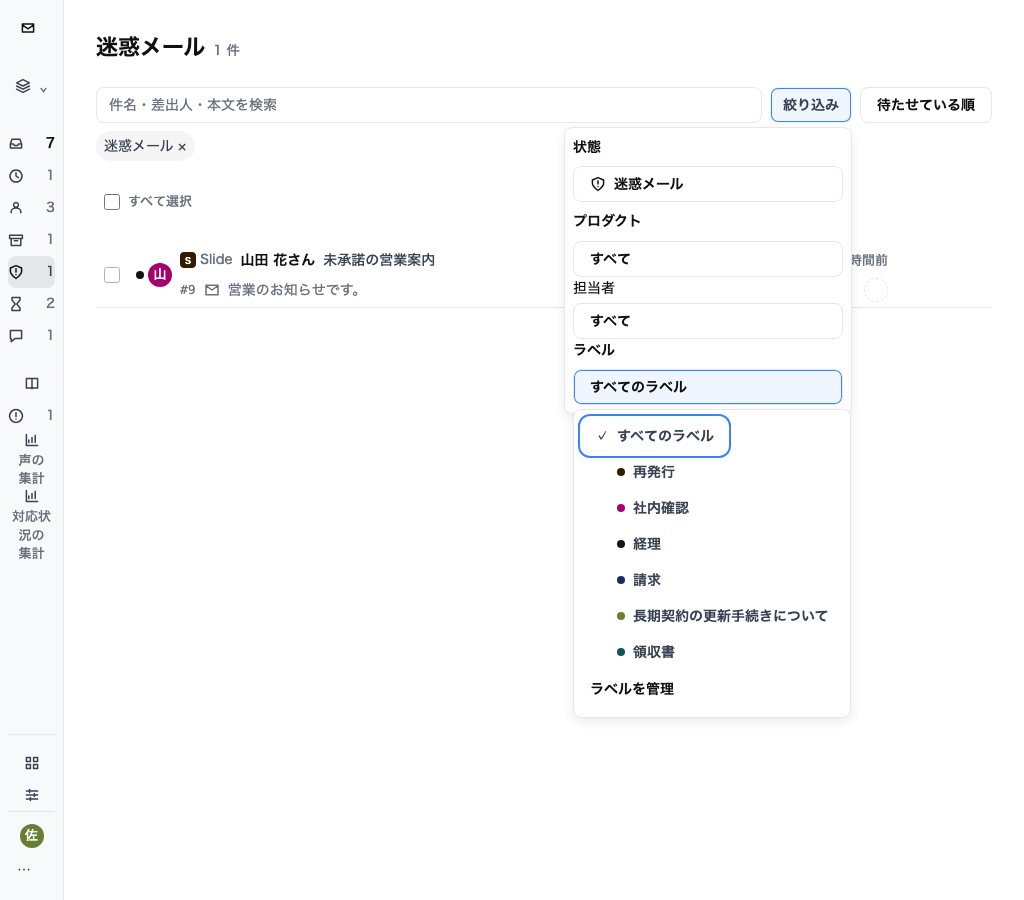 迷惑メール 1 件
件名・差出人・本文を検索
絞り込み
待たせている順
迷惑メール ×
すべて選択
S Slide 山田 花さん 未承諾の営業案内
山
#9 営業のお知らせです。
時間前
状態
迷惑メール
プロダクト
すべて
担当者
すべて
ラベル
すべてのラベル
✓ すべてのラベル
再発行
社内確認
経理
請求
長期契約の更新手続きについて
領収書
ラベルを管理
7
1
3
1
1
2
1
1
声の
集計
対応状
況の
集計
佐
…